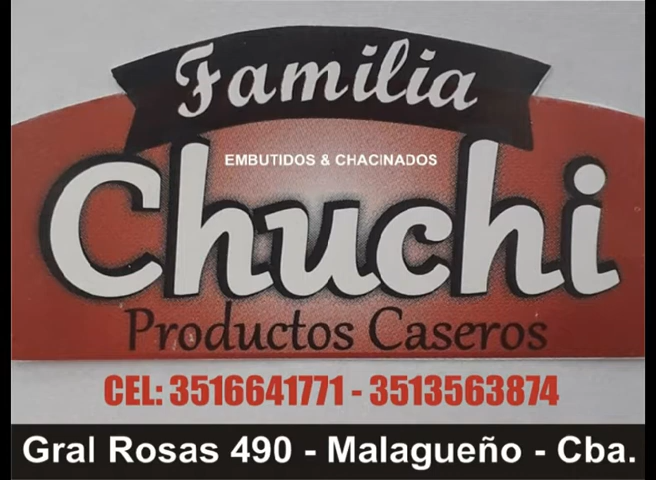 Familia
EMBUTIDOS & CHACINADOS
Chuchi
Productos Caseros
CEL: 3516641771 - 3513563874
Gral Rosas 490 - Malagueño - Cba.